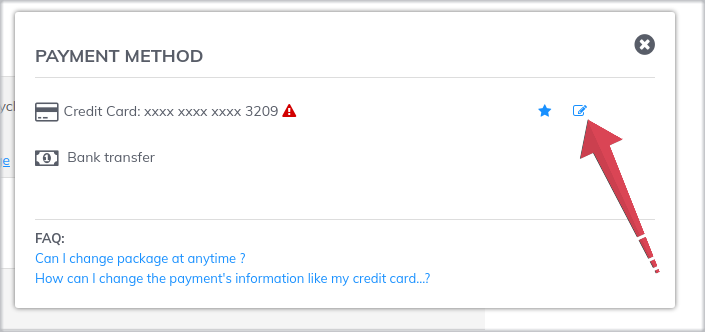 PAYMENT METHOD
Credit Card: xxxx xxxx xxxx 3209
Bank transfer
FAQ:
Can I change package at anytime ?
How can I change the payment's information like my credit card...?